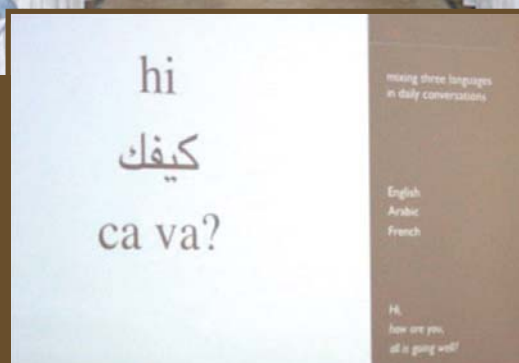 hi
كيفك
ca va?
mixing three languages
in daily conversations
English
Arabic
French
Hi,
how are you,
all is going well?